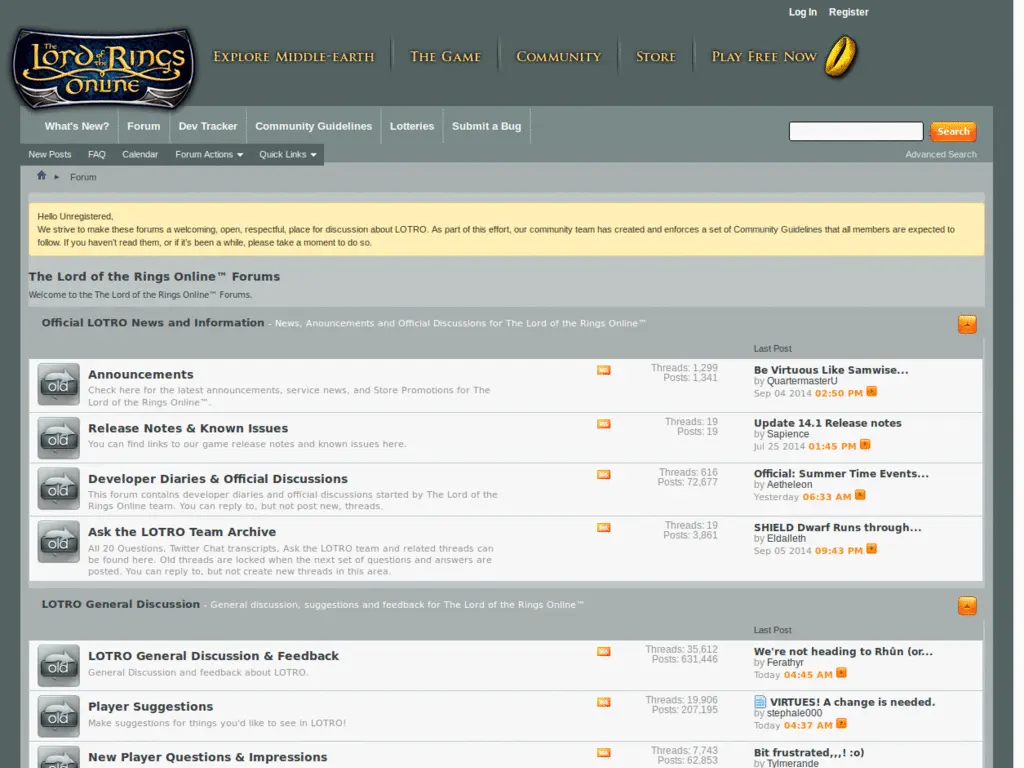 Log In Register
The Lord of the Rings Online
Explore Middle-earth The Game Community Store Play Free Now
What's New? Forum Dev Tracker Community Guidelines Lotteries Submit a Bug
Search
New Posts FAQ Calendar Forum Actions Quick Links
Advanced Search
Forum
Hello Unregistered,
We strive to make these forums a welcoming, open, respectful, place for discussion about LOTRO. As part of this effort, our community team has created and enforces a set of Community Guidelines that all members are expected to
follow. If you haven't read them, or if it's been a while, please take a moment to do so.
The Lord of the Rings Online™ Forums
Welcome to the The Lord of the Rings Online™ Forums.
Official LOTRO News and Information - News, Anouncements and Official Discussions for The Lord of the Rings Online™
Last Post
old
Announcements
Check here for the latest announcements, service news, and Store Promotions for The
Lord of the Rings Online™.
Threads: 1,299
Posts: 1,341
Be Virtuous Like Samwise...
by QuartermasterU
Sep 04 2014 02:50 PM
old
Release Notes & Known Issues
You can find links to our game release notes and known issues here.
Threads: 19
Posts: 19
Update 14.1 Release notes
by Sapience
Jul 25 2014 01:45 PM
old
Developer Diaries & Official Discussions
This forum contains developer diaries and official discussions started by The Lord of the
Rings Online team. You can reply to, but not post new, threads.
Threads: 616
Posts: 72,677
Official: Summer Time Events...
by Aetheleon
Yesterday 06:33 AM
old
Ask the LOTRO Team Archive
All 20 Questions, Twitter Chat transcripts, Ask the LOTRO team and related threads can
be found here. Old threads are locked when the next set of questions and answers are
posted. You can reply to, but not create new threads in this area.
Threads: 19
Posts: 3,861
SHIELD Dwarf Runs through...
by Eldalleth
Sep 05 2014 09:43 PM
LOTRO General Discussion - General discussion, suggestions and feedback for The Lord of the Rings Online™
Last Post
old
LOTRO General Discussion & Feedback
General Discussion and feedback about LOTRO.
Threads: 35,612
Posts: 631,446
We're not heading to Rhûn (or...
by Ferathyr
Today 04:45 AM
old
Player Suggestions
Make suggestions for things you'd like to see in LOTRO!
Threads: 19,906
Posts: 207,195
VIRTUES! A change is needed.
by stephale000
Today 04:37 AM
old
New Player Questions & Impressions
Threads: 7,743
Posts: 62,853
Bit frustrated,,,! :o)
by Tylmerande